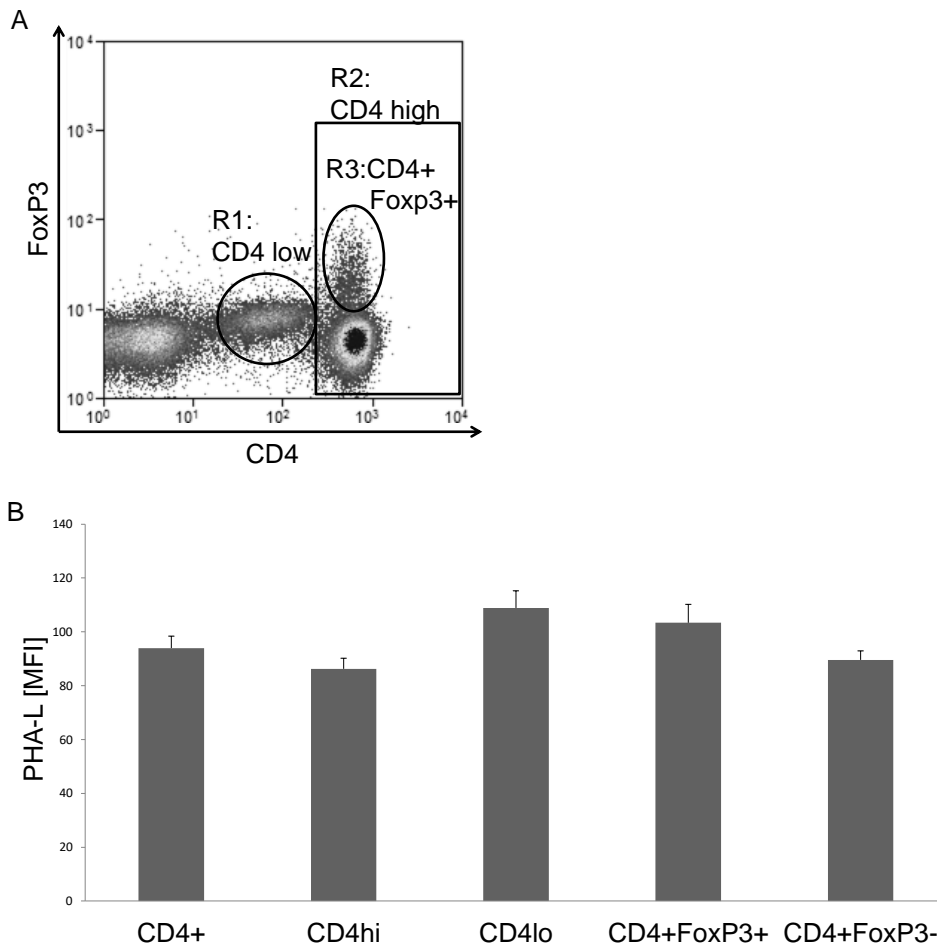 A
10⁴
R2:
CD4 high
10³
R3:CD4+
Foxp3+
FoxP3
10²
R1:
CD4 low
10¹
10⁰
10⁰ 10¹ 10² 10³ 10⁴
CD4
B
140
120
100
80
60
40
20
0
PHA-L [MFI]
CD4+ CD4hi CD4lo CD4+FoxP3+ CD4+FoxP3-